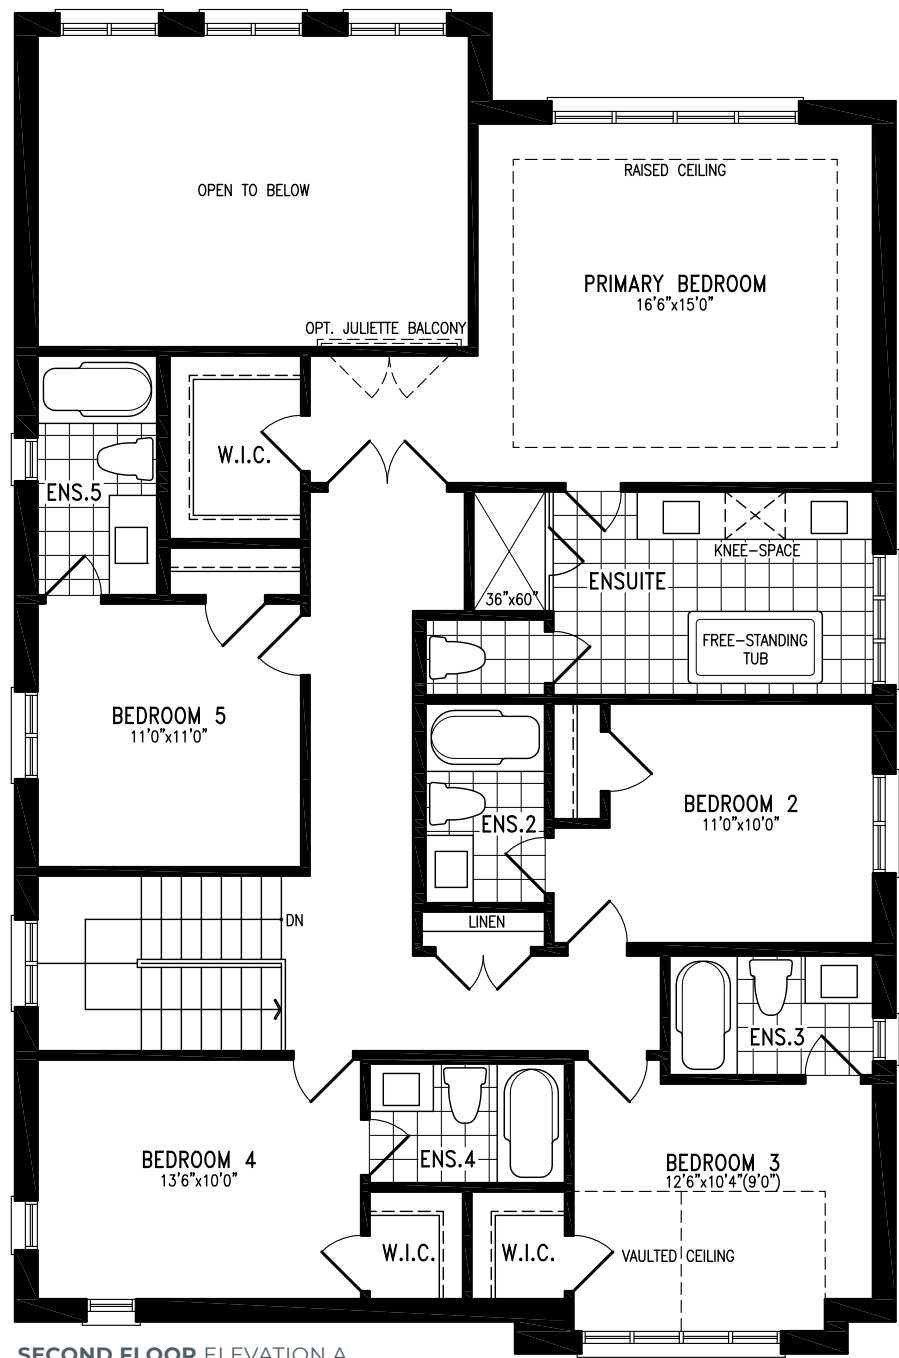 OPEN TO BELOW
RAISED CEILING
PRIMARY BEDROOM
16'6"x15'0"
OPT. JULIETTE BALCONY
W.I.C.
ENS.5
KNEE-SPACE
ENSUITE
36"x60"
FREE-STANDING
TUB
BEDROOM 5
11'0"x11'0"
BEDROOM 2
11'0"x10'0"
ENS.2
LINEN
DN
ENS.3
ENS.4
BEDROOM 4
13'6"x10'0"
BEDROOM 3
12'6"x10'4"(9'0")
W.I.C.
W.I.C.
VAULTED CEILING
SECOND FLOOR ELEVATION A